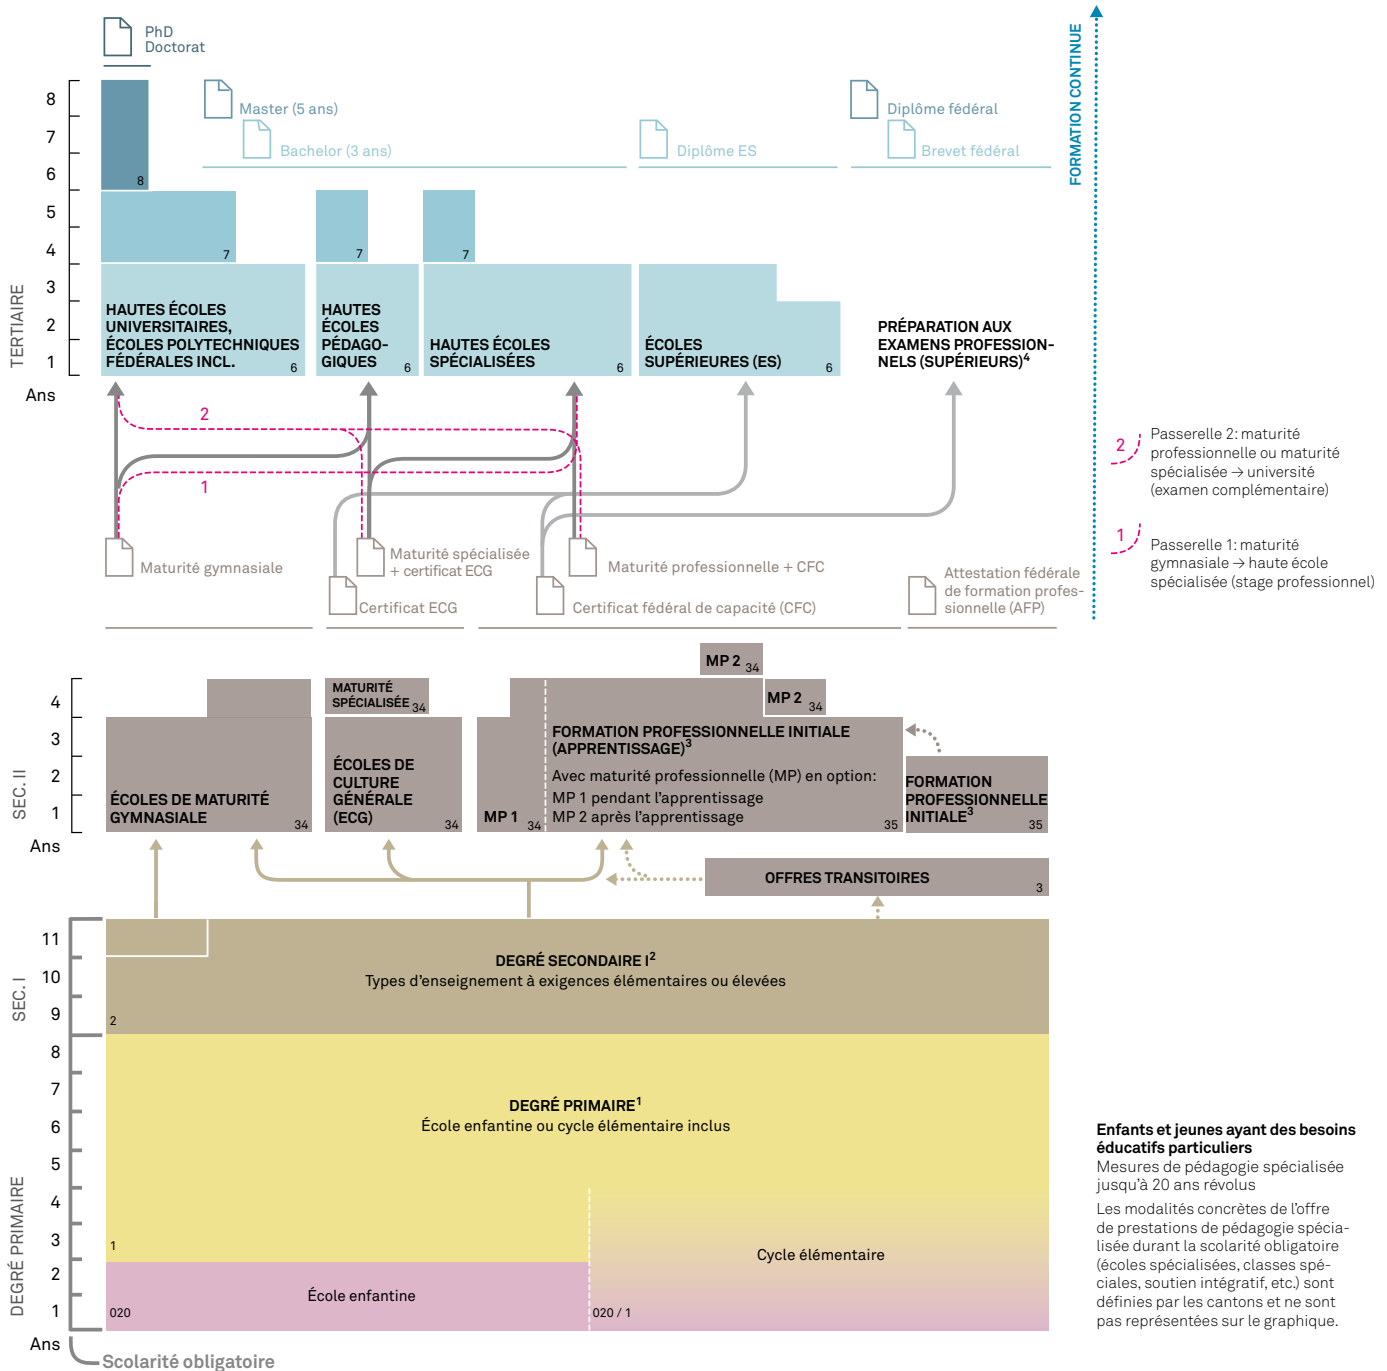 PhD
Doctorat
FORMATION CONTINUE
TERTIAIRE
8
7
6
5
4
3
2
1
Ans
Master (5 ans)
Bachelor (3 ans)
Diplôme ES
Diplôme fédéral
Brevet fédéral
8
7
7
7
HAUTES ÉCOLES
UNIVERSITAIRES,
ÉCOLES POLYTECHNIQUES
FÉDÉRALES INCL.
6
HAUTES
ÉCOLES
PÉDAGO-
GIQUES
6
HAUTES ÉCOLES
SPÉCIALISÉES
6
ÉCOLES
SUPÉRIEURES (ES)
6
PRÉPARATION AUX
EXAMENS PROFESSION-
NELS (SUPÉRIEURS)4
2
1
2
Passerelle 2: maturité
professionnelle ou maturité
spécialisée → université
(examen complémentaire)
1
Passerelle 1: maturité
gymnasiale → haute école
spécialisée (stage professionnel)
Maturité gymnasiale
Maturité spécialisée
+ certificat ECG
Certificat ECG
Maturité professionnelle + CFC
Certificat fédéral de capacité (CFC)
Attestation fédérale
de formation profes-
sionnelle (AFP)
SEC. II
4
3
2
1
Ans
ÉCOLES DE MATURITÉ
GYMNASIALE
34
MATURITÉ
SPÉCIALISÉE 34
ÉCOLES DE
CULTURE
GÉNÉRALE
(ECG)
34
MP 1 34
MP 2 34
MP 2
34
FORMATION PROFESSIONNELLE INITIALE
(APPRENTISSAGE)3
Avec maturité professionnelle (MP) en option:
MP 1 pendant l'apprentissage
MP 2 après l'apprentissage
35
FORMATION
PROFESSIONNELLE
INITIALE3
35
OFFRES TRANSITOIRES
3
SEC. I
11
10
9
DEGRÉ SECONDAIRE I2
Types d'enseignement à exigences élémentaires ou élevées
2
DEGRÉ PRIMAIRE
8
7
6
5
4
3
2
1
Ans
DEGRÉ PRIMAIRE1
École enfantine ou cycle élémentaire inclus
1
Cycle élémentaire
École enfantine
020
020 / 1
Scolarité obligatoire
Enfants et jeunes ayant des besoins
éducatifs particuliers
Mesures de pédagogie spécialisée
jusqu'à 20 ans révolus
Les modalités concrètes de l'offre
de prestations de pédagogie spécia-
lisée durant la scolarité obligatoire
(écoles spécialisées, classes spé-
ciales, soutien intégratif, etc.) sont
définies par les cantons et ne sont
pas représentées sur le graphique.